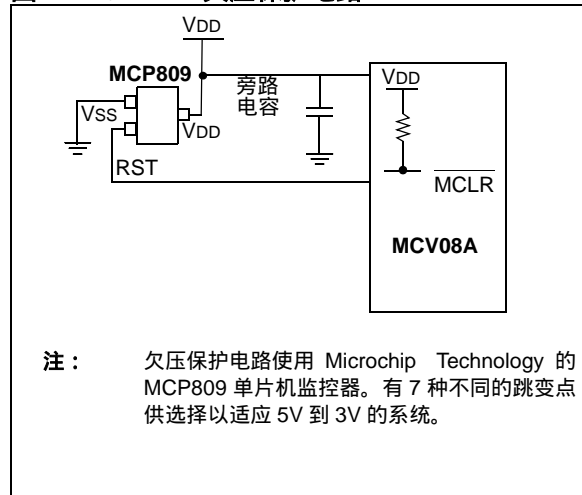 VDD
MCP809
旁路
电容
VDD
VSS
VDD
RST
MCLR
MCV08A
注： 欠压保护电路使用 Microchip Technology 的
MCP809 单片机监控器。有 7 种不同的跳变点
供选择以适应 5V 到 3V 的系统。